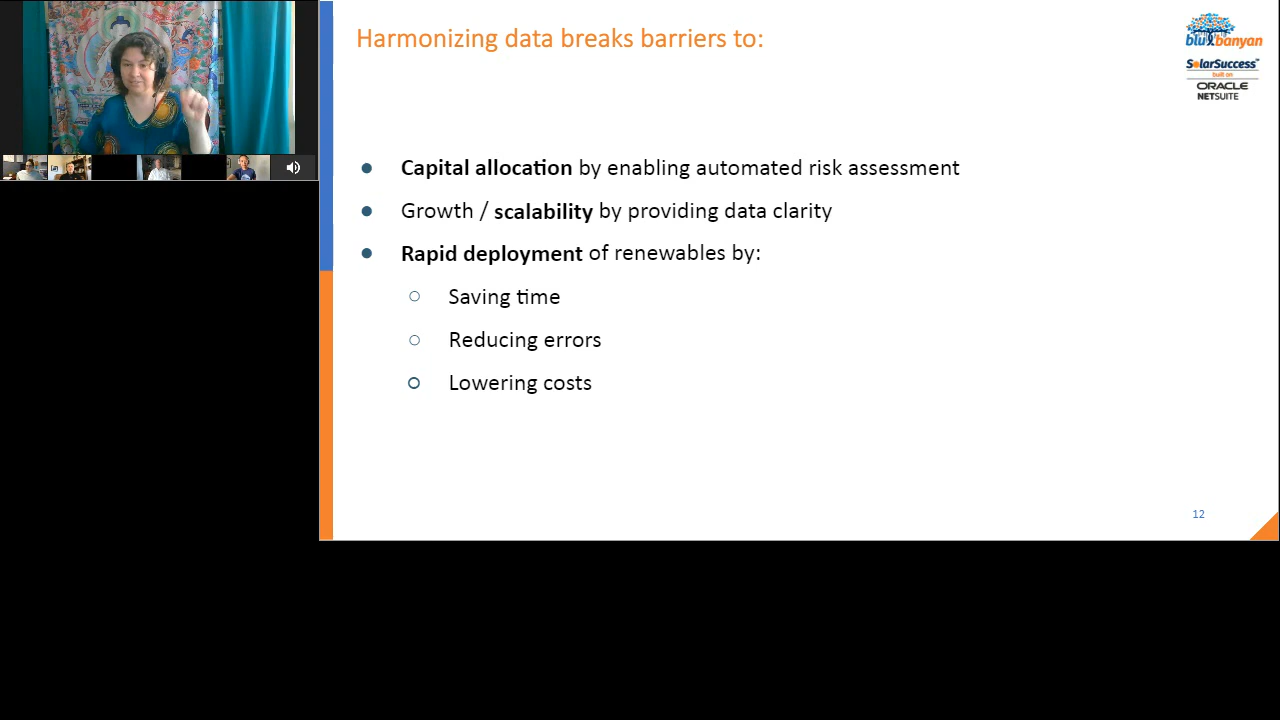 Harmonizing data breaks barriers to:
blu banyan
SolarSuccess™
built on
ORACLE
NETSUITE
● Capital allocation by enabling automated risk assessment
● Growth / scalability by providing data clarity
● Rapid deployment of renewables by:
○ Saving time
○ Reducing errors
○ Lowering costs
12